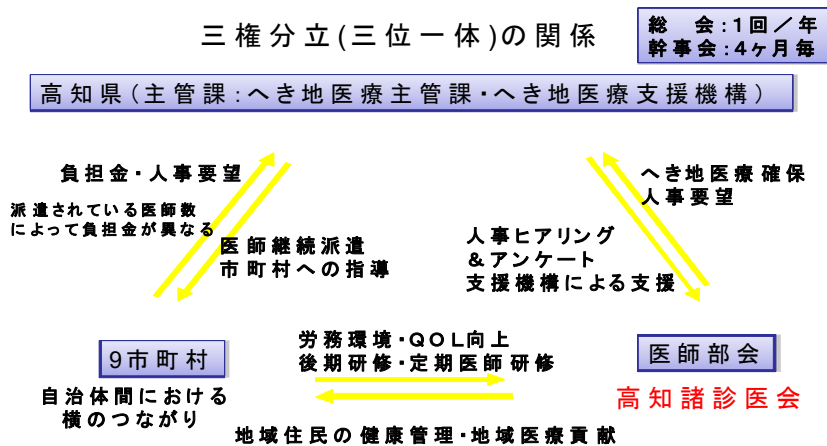 三権分立(三位一体)の関係
総　会:1回／年
幹事会:4ヶ月毎
高知県(主管課:へき地医療主管課・へき地医療支援機構)
負担金・人事要望
派遣されている医師数
によって負担金が異なる
医師継続派遣
市町村への指導
へき地医療確保
人事要望
人事ヒアリング
&アンケート
支援機構による支援
9市町村
自治体間における
横のつながり
労務環境・QOL向上
後期研修・定期医師研修
地域住民の健康管理・地域医療貢献
医師部会
高知諸診医会